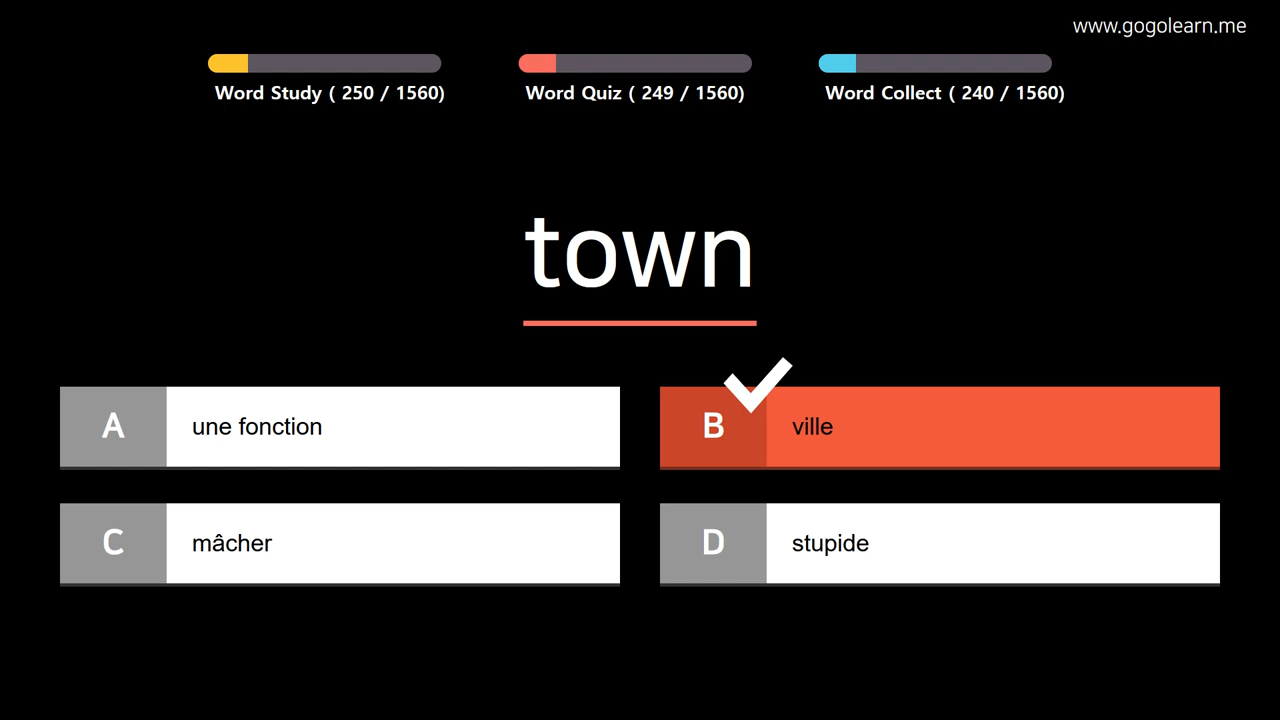 www.gogolearn.me
Word Study ( 250 / 1560)
Word Quiz ( 249 / 1560)
Word Collect ( 240 / 1560)
town
A une fonction
B ville
C mâcher
D stupide